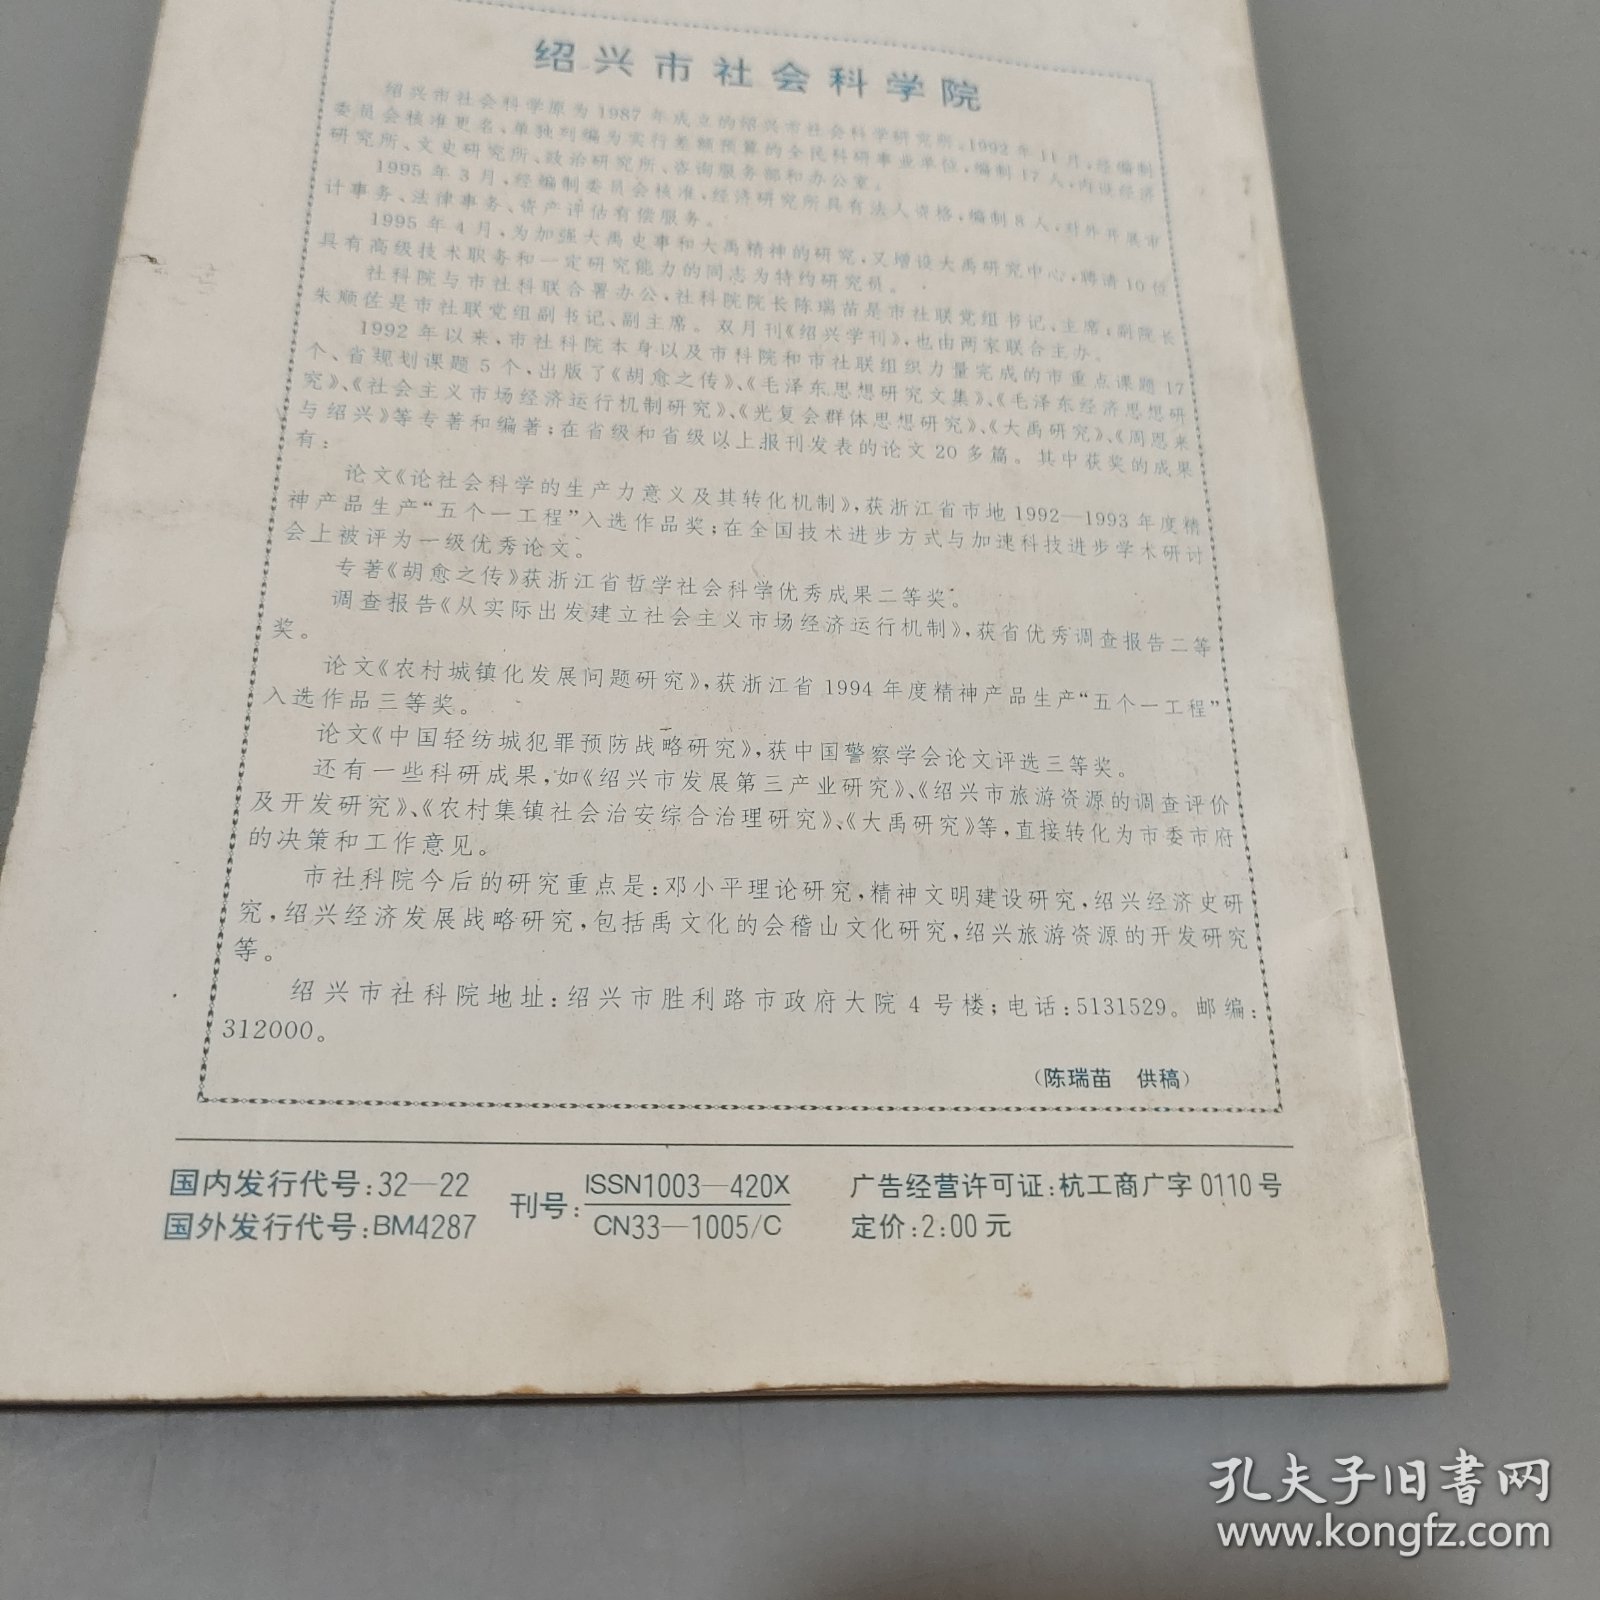 绍兴市社会科学院
绍兴市社会科学原为1987年成立的绍兴市社会科学研究所。1992年11月,经编制
委员会核准更名、单独列编为实行差额预算的全民科研事业单位,编制17人,内设经济
研究所、文史研究所、政治研究所、咨询服务部和办公室。
1995年3月,经编制委员会核准,经济研究所具有法人资格,编制8人,对外开展审
计事务、法律事务、资产评估有偿服务。
1995年4月,为加强大禹史事和大禹精神的研究,又增设大禹研究中心,聘请10位
具有高级技术职务和一定研究能力的同志为特约研究员。
社科院与市社科联合署办公,社科院院长陈瑞苗是市社联党组书记、主席;副院长
朱顺佐是市社联党组副书记、副主席。双月刊《绍兴学刊》,也由两家联合主办。
1992年以来,市社科院本身以及市科院和市社联组织力量完成的市重点课题17
个、省规划课题5个,出版了《胡愈之传》、《毛泽东思想研究文集》、《毛泽东经济思想研
究》、《社会主义市场经济运行机制研究》、《光复会群体思想研究》、《大禹研究》、《周恩来
与绍兴》等专著和编著;在省级和省级以上报刊发表的论文20多篇。其中获奖的成果
有:
论文《论社会科学的生产力意义及其转化机制》,获浙江省市地1992—1993年度精
神产品生产“五个一工程”入选作品奖;在全国技术进步方式与加速科技进步学术研讨
会上被评为一级优秀论文。
专著《胡愈之传》获浙江省哲学社会科学优秀成果二等奖。
调查报告《从实际出发建立社会主义市场经济运行机制》,获省优秀调查报告二等
奖。
论文《农村城镇化发展问题研究》,获浙江省1994年度精神产品生产“五个一工程”
入选作品三等奖。
论文《中国轻纺城犯罪预防战略研究》,获中国警察学会论文评选三等奖。
还有一些科研成果,如《绍兴市发展第三产业研究》、《绍兴市旅游资源的调查评价
及开发研究》、《农村集镇社会治安综合治理研究》、《大禹研究》等,直接转化为市委市府
的决策和工作意见。
市社科院今后的研究重点是:邓小平理论研究,精神文明建设研究,绍兴经济史研
究,绍兴经济发展战略研究,包括禹文化的会稽山文化研究,绍兴旅游资源的开发研究
等。
绍兴市社科院地址:绍兴市胜利路市政府大院4号楼;电话:5131529。邮编:
312000。
(陈瑞苗 供稿)
国内发行代号:32—22
国外发行代号:BM4287
刊号:ISSN1003—420X
CN33—1005/C
广告经营许可证:杭工商广字0110号
定价:2:00元
孔夫子旧书网
www.kongfz.com